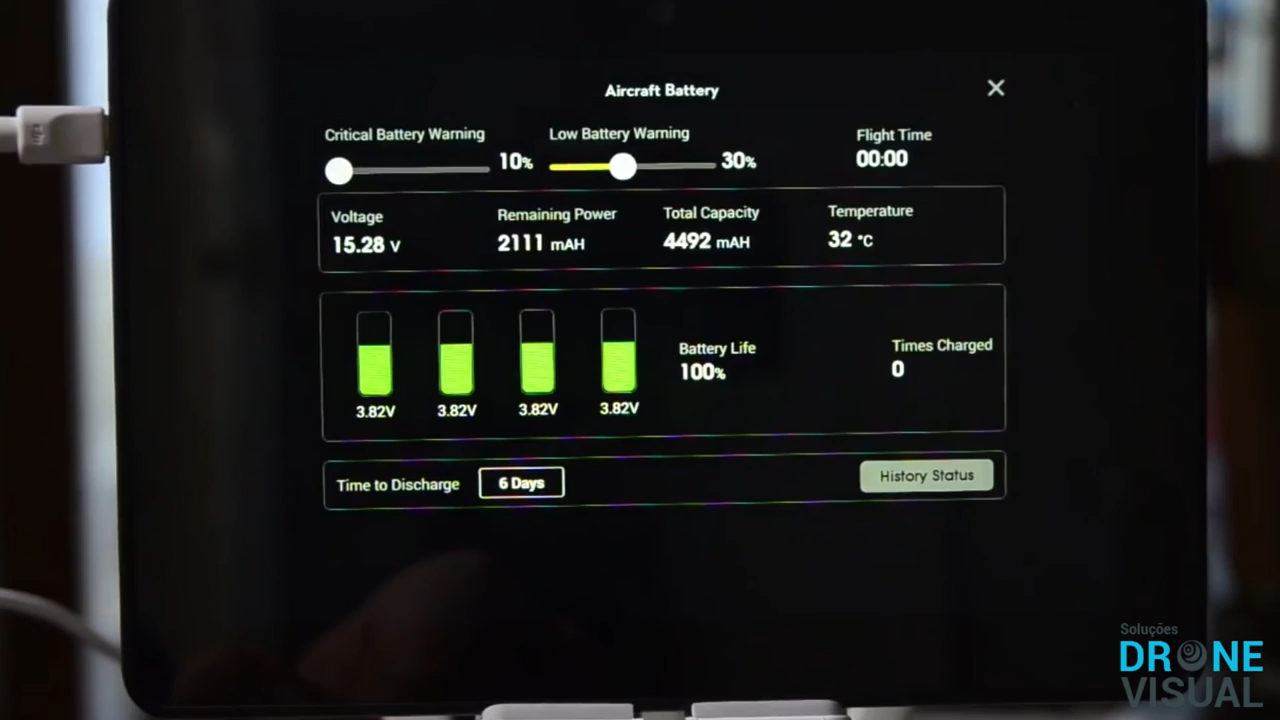 Aircraft Battery
Critical Battery Warning
10%
Low Battery Warning
30%
Flight Time
00:00
Voltage
15.28 V
Remaining Power
2111 mAH
Total Capacity
4492 mAH
Temperature
32 °C
3.82V
3.82V
3.82V
3.82V
Battery Life
100%
Times Charged
0
Time to Discharge
6 Days
History Status
Soluções
DRONE
VISUAL